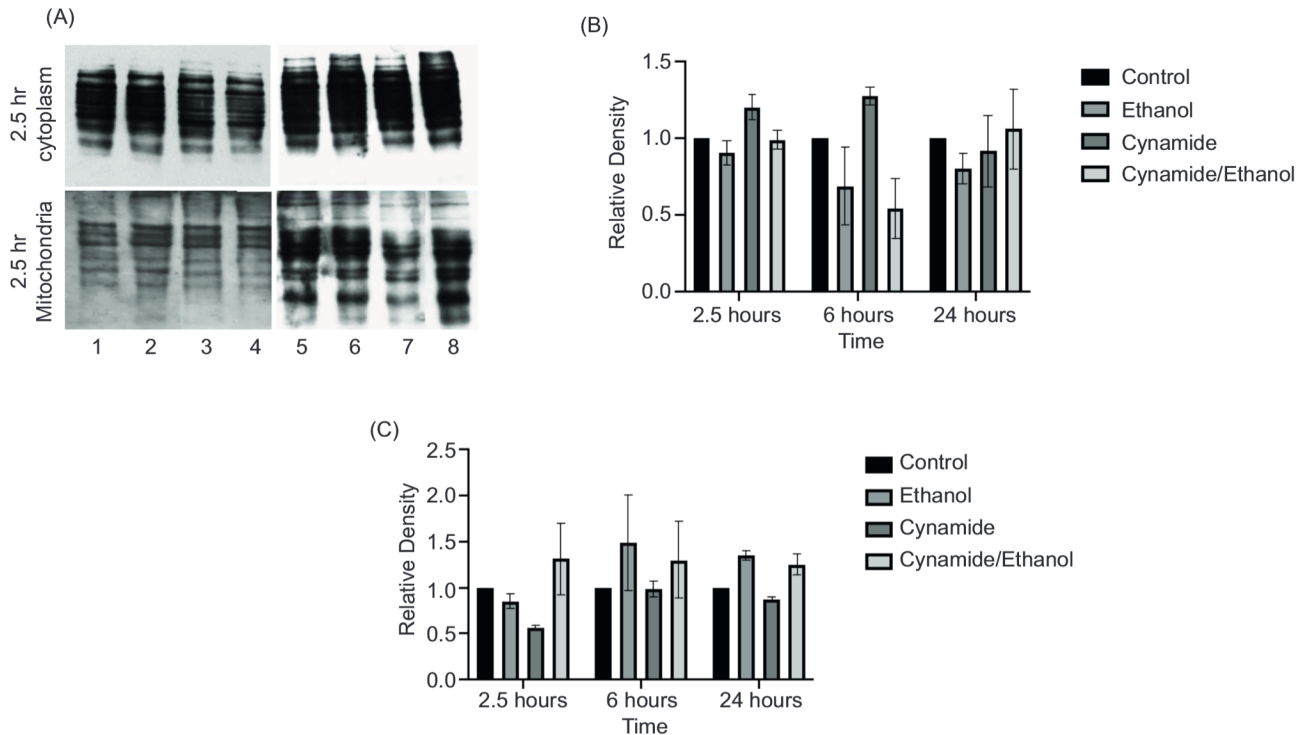 (A)
2.5 hr
cytoplasm
2.5 hr
Mitochondria
1 2 3 4 5 6 7 8
(B)
Relative Density
1.5
1.0
0.5
0.0
2.5 hours 6 hours 24 hours
Time
Control
Ethanol
Cynamide
Cynamide/Ethanol
(C)
Relative Density
2.5
2.0
1.5
1.0
0.5
0.0
2.5 hours 6 hours 24 hours
Time
Control
Ethanol
Cynamide
Cynamide/Ethanol